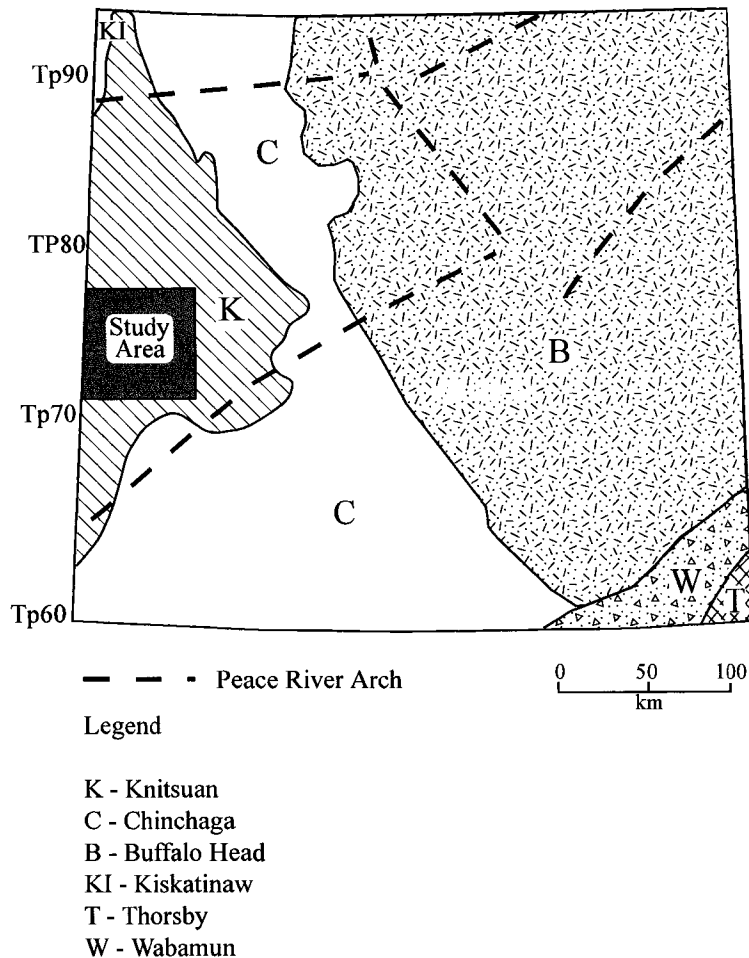 KI
Tp90
C
TP80
Study
Area
K
B
Tp70
C
W
T
Tp60
Peace River Arch
0 50 100
km
Legend
K - Knitsuan
C - Chinchaga
B - Buffalo Head
KI - Kiskatinaw
T - Thorsby
W - Wabamun